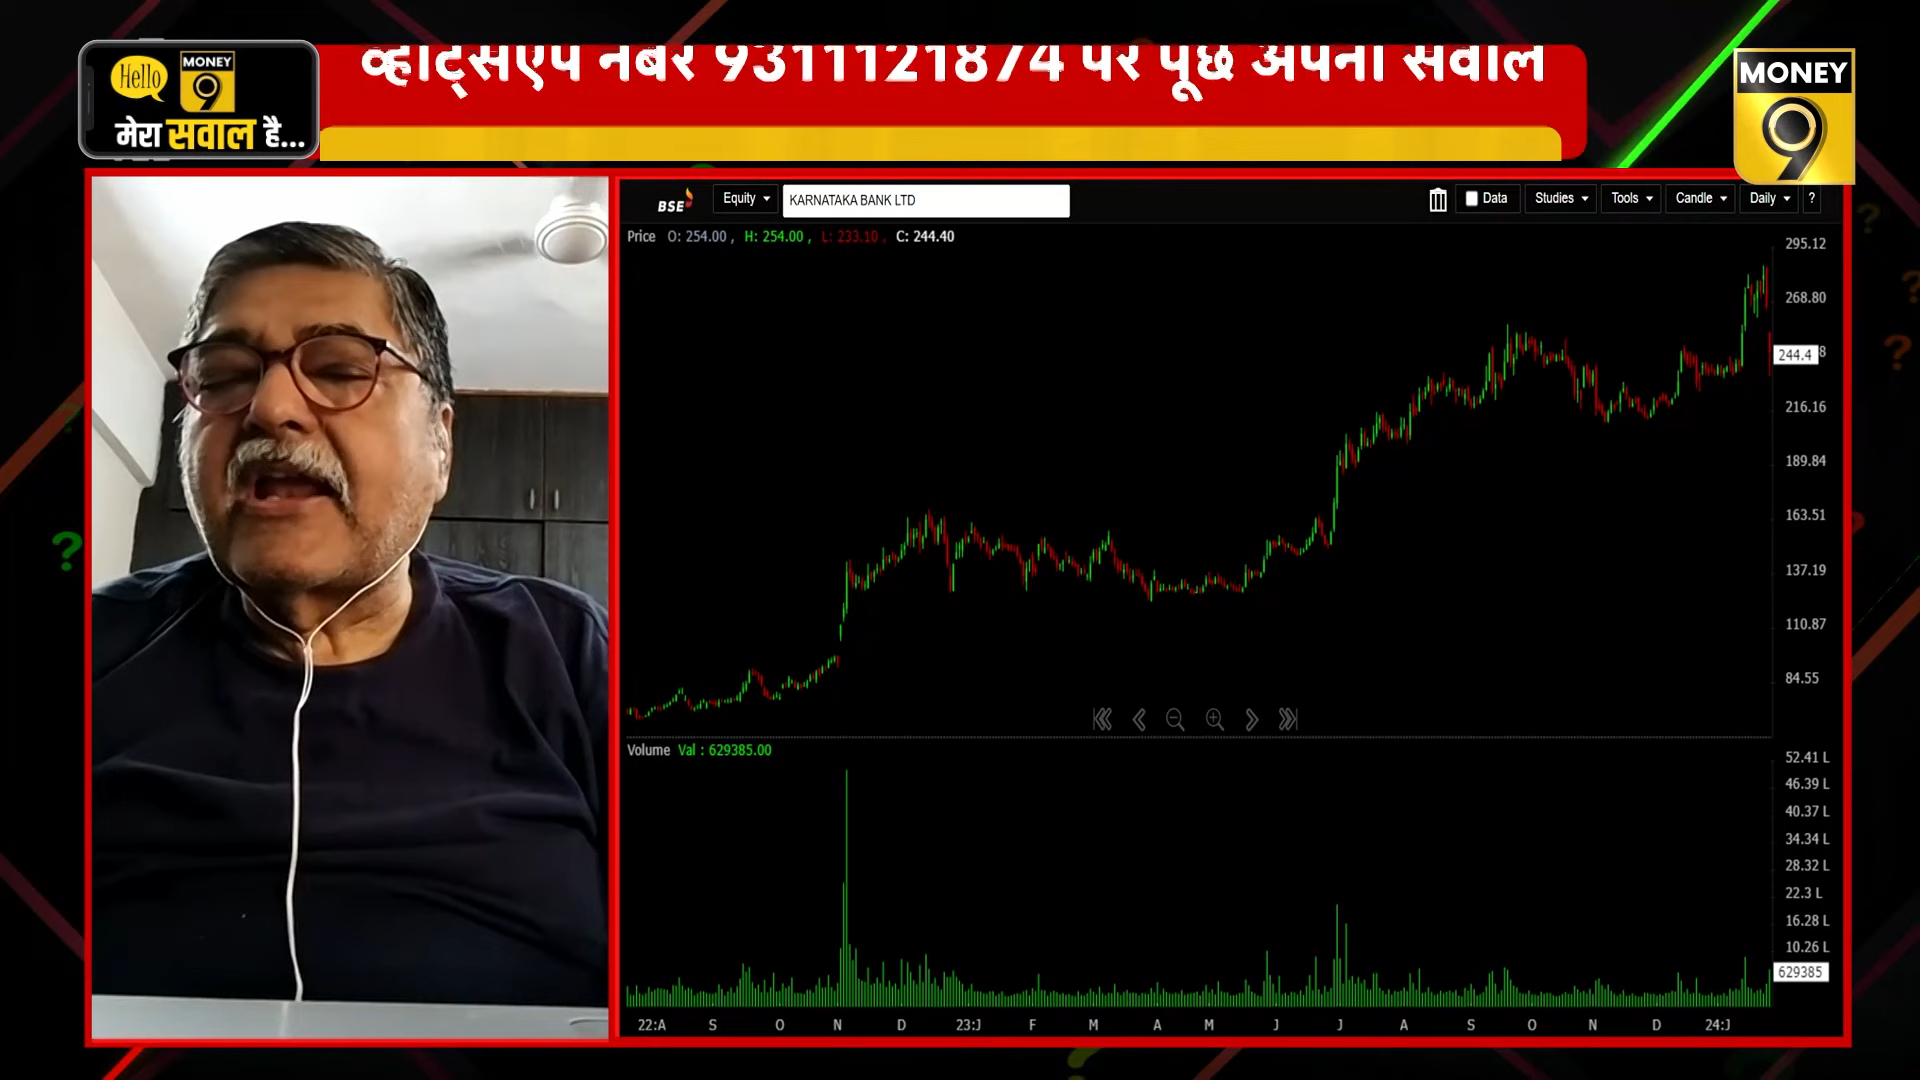 व्हाट्सएप नंबर 9311121874 पर पूछें अपना सवाल
Hello MONEY 9
मेरा सवाल है...
MONEY
9
BSE Equity KARNATAKA BANK LTD Data Studies Tools Candle Daily ?
Price O: 254.00 , H: 254.00 , L: 233.10 , C: 244.40
295.12
268.80
244.4 8
216.16
189.84
163.51
137.19
110.87
84.55
Volume Val : 629385.00
52.41 L
46.39 L
40.37 L
34.34 L
28.32 L
22.3 L
16.28 L
10.26 L
629385
22:A S O N D 23:J F M A M J J A S O N D 24:J